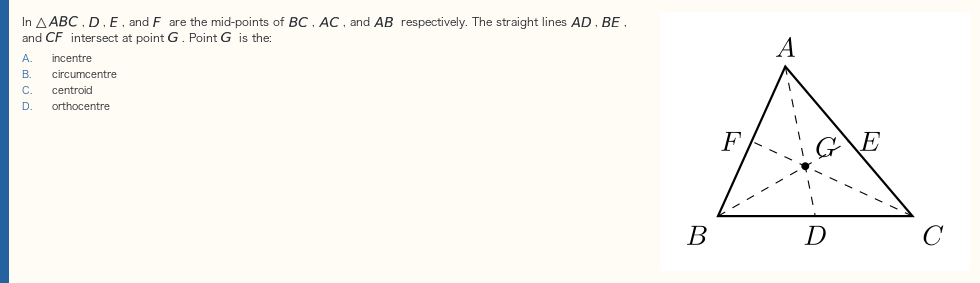 In △ABC , D , E , and F are the mid-points of BC , AC , and AB respectively. The straight lines AD , BE ,
and CF intersect at point G . Point G is the:
A. incentre
B. circumcentre
C. centroid
D. orthocentre
A
F
G
E
B
D
C